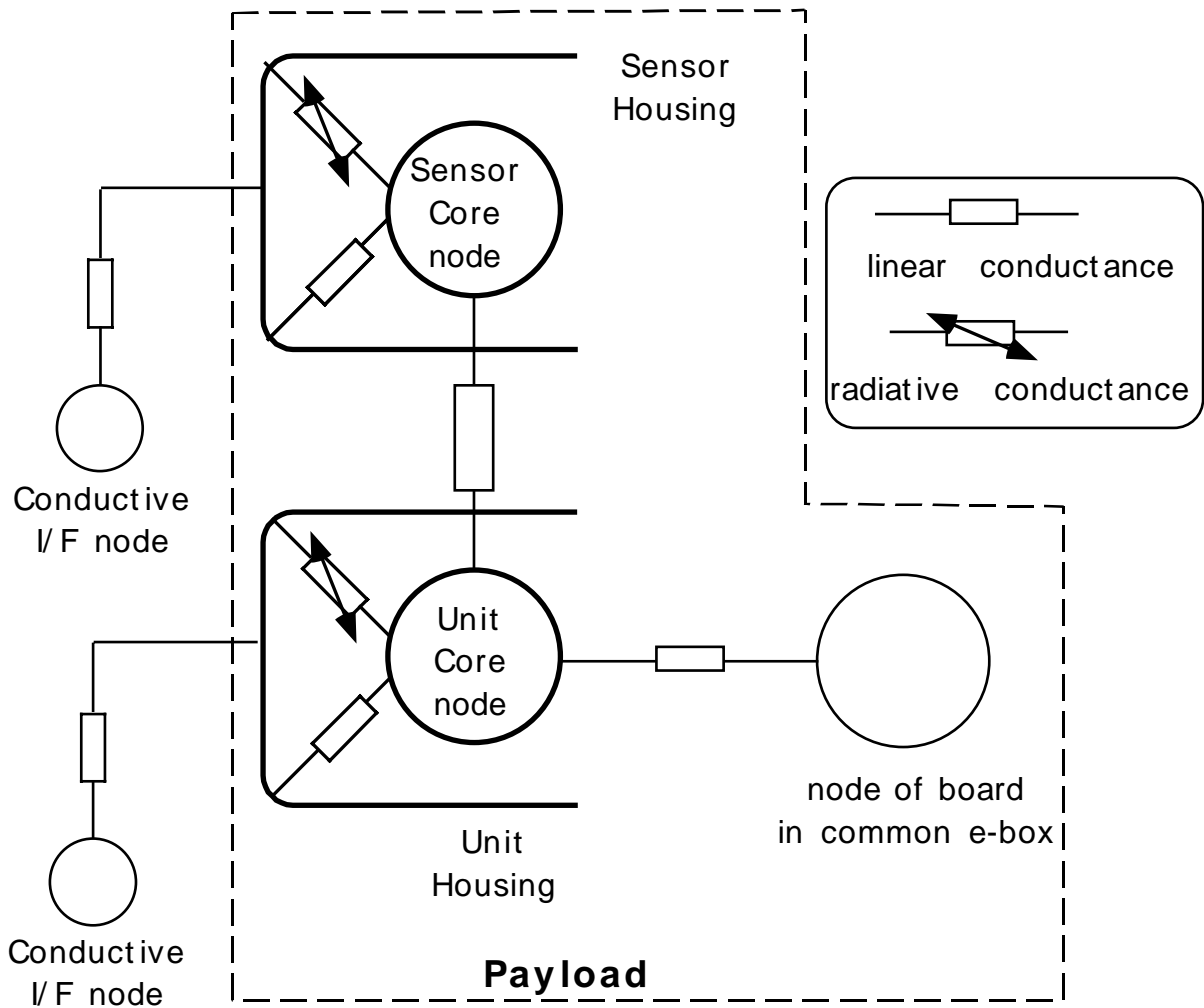 Sensor
Housing
Sensor
Core
node
linear conductance
radiative conductance
Conductive
I/F node
Unit
Core
node
node of board
in common e-box
Unit
Housing
Conductive
I/F node
Payload